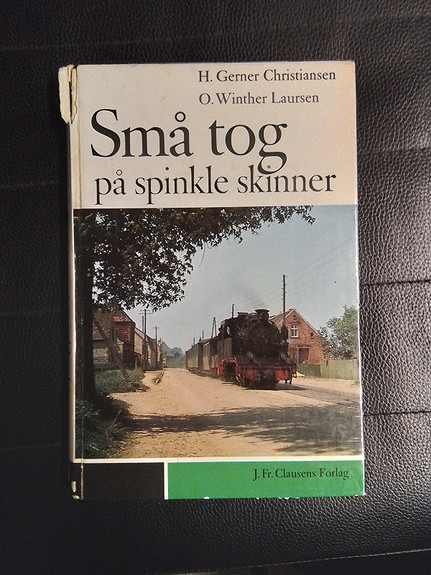 H. Gerner Christiansen
O. Winther Laursen
Små tog
på spinkle skinner
J. Fr. Clausens Forlag